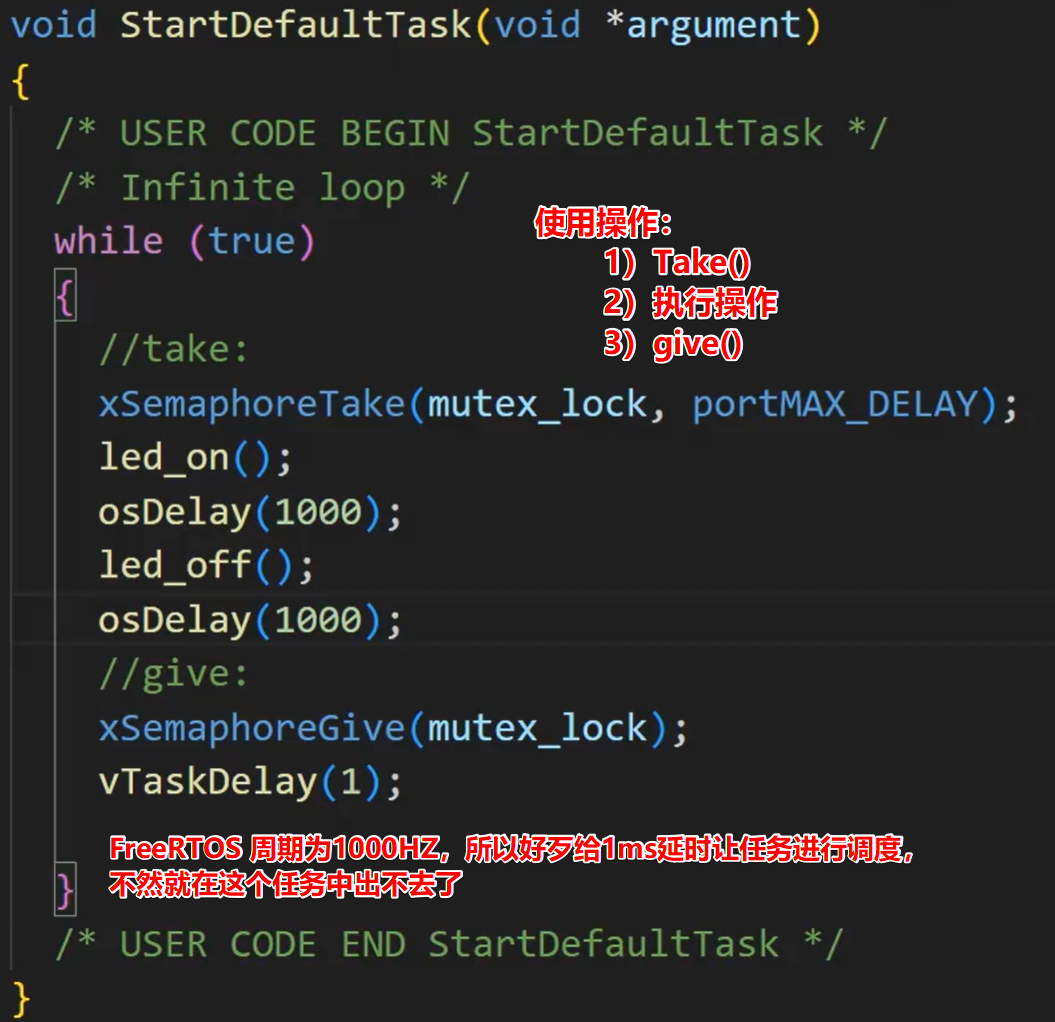 void StartDefaultTask(void *argument)
{
/* USER CODE BEGIN StartDefaultTask */
/* Infinite loop */
使用操作：
while (true)
1）Take()
{
2）执行操作
3）give()
//take:
xSemaphoreTake(mutex_lock, portMAX_DELAY);
led_on();
osDelay(1000);
led_off();
osDelay(1000);
//give:
xSemaphoreGive(mutex_lock);
vTaskDelay(1);
FreeRTOS 周期为1000HZ，所以好歹给1ms延时让任务进行调度，
不然就在这个任务中出不去了
}
/* USER CODE END StartDefaultTask */
}